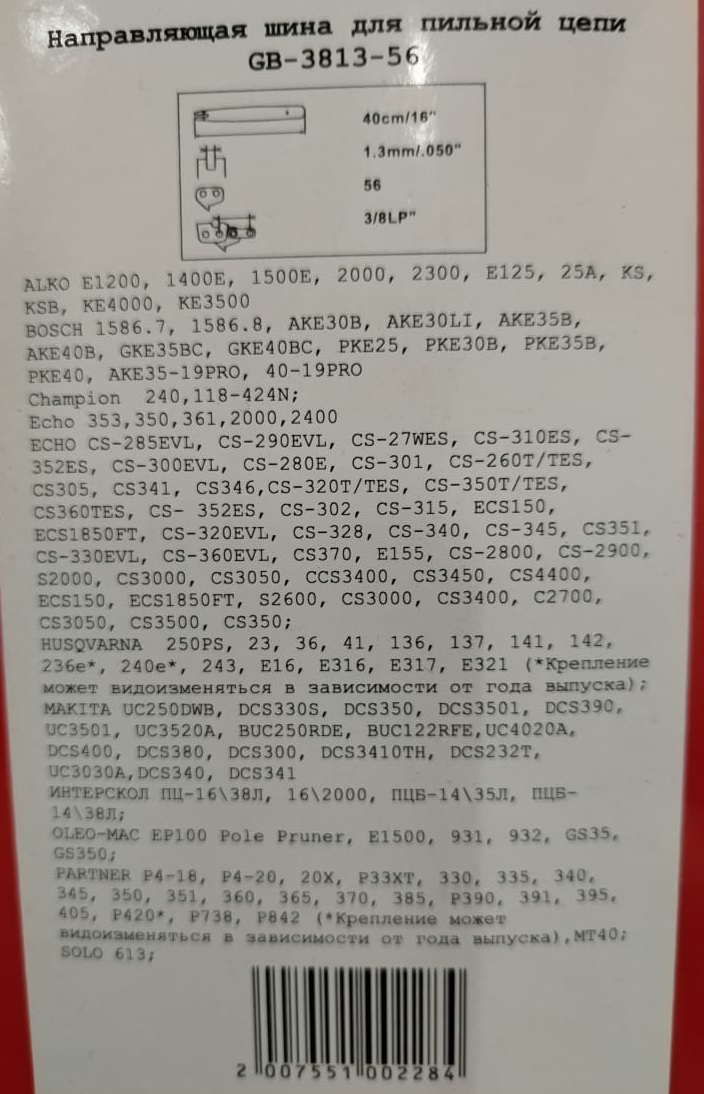 Направляющая шина для пильной цепи
GB-3813-56
40cm/16"
1.3mm/.050"
56
3/8LP"
ALKO E1200, 1400E, 1500E, 2000, 2300, E125, 25A, KS,
KSB, KE4000, KE3500
BOSCH 1586.7, 1586.8, AKE30B, AKE30LI, AKE35B,
AKE40B, GKE35BC, GKE40BC, PKE25, PKE30B, PKE35B,
PKE40, AKE35-19PRO, 40-19PRO
Champion 240,118-424N;
Echo 353,350,361,2000,2400
ECHO CS-285EVL, CS-290EVL, CS-27WES, CS-310ES, CS-
352ES, CS-300EVL, CS-280E, CS-301, CS-260T/TES,
CS305, CS341, CS346,CS-320T/TES, CS-350T/TES,
CS360TES, CS- 352ES, CS-302, CS-315, ECS150,
ECS1850FT, CS-320EVL, CS-328, CS-340, CS-345, CS351,
CS-330EVL, CS-360EVL, CS370, E155, CS-2800, CS-2900,
S2000, CS3000, CS3050, CCS3400, CS3450, CS4400,
ECS150, ECS1850FT, S2600, CS3000, CS3400, C2700,
CS3050, CS3500, CS350;
HUSQVARNA 250PS, 23, 36, 41, 136, 137, 141, 142,
236e*, 240e*, 243, E16, E316, E317, E321 (*Крепление
может видоизменяться в зависимости от года выпуска);
MAKITA UC250DWB, DCS330S, DCS350, DCS3501, DCS390,
UC3501, UC3520A, BUC250RDE, BUC122RFE,UC4020A,
DCS400, DCS380, DCS300, DCS3410TH, DCS232T,
UC3030A,DCS340, DCS341
ИНТЕРСКОЛ ПЦ-16\38Л, 16\2000, ПЦБ-14\35Л, ПЦБ-
14\38Л;
OLEO-MAC EP100 Pole Pruner, E1500, 931, 932, GS35,
GS350;
PARTNER P4-18, P4-20, 20X, P33XT, 330, 335, 340,
345, 350, 351, 360, 365, 370, 385, P390, 391, 395,
405, P420*, P738, P842 (*Крепление может
видоизменяться в зависимости от года выпуска),MT40;
SOLO 613;
2 007551 002284